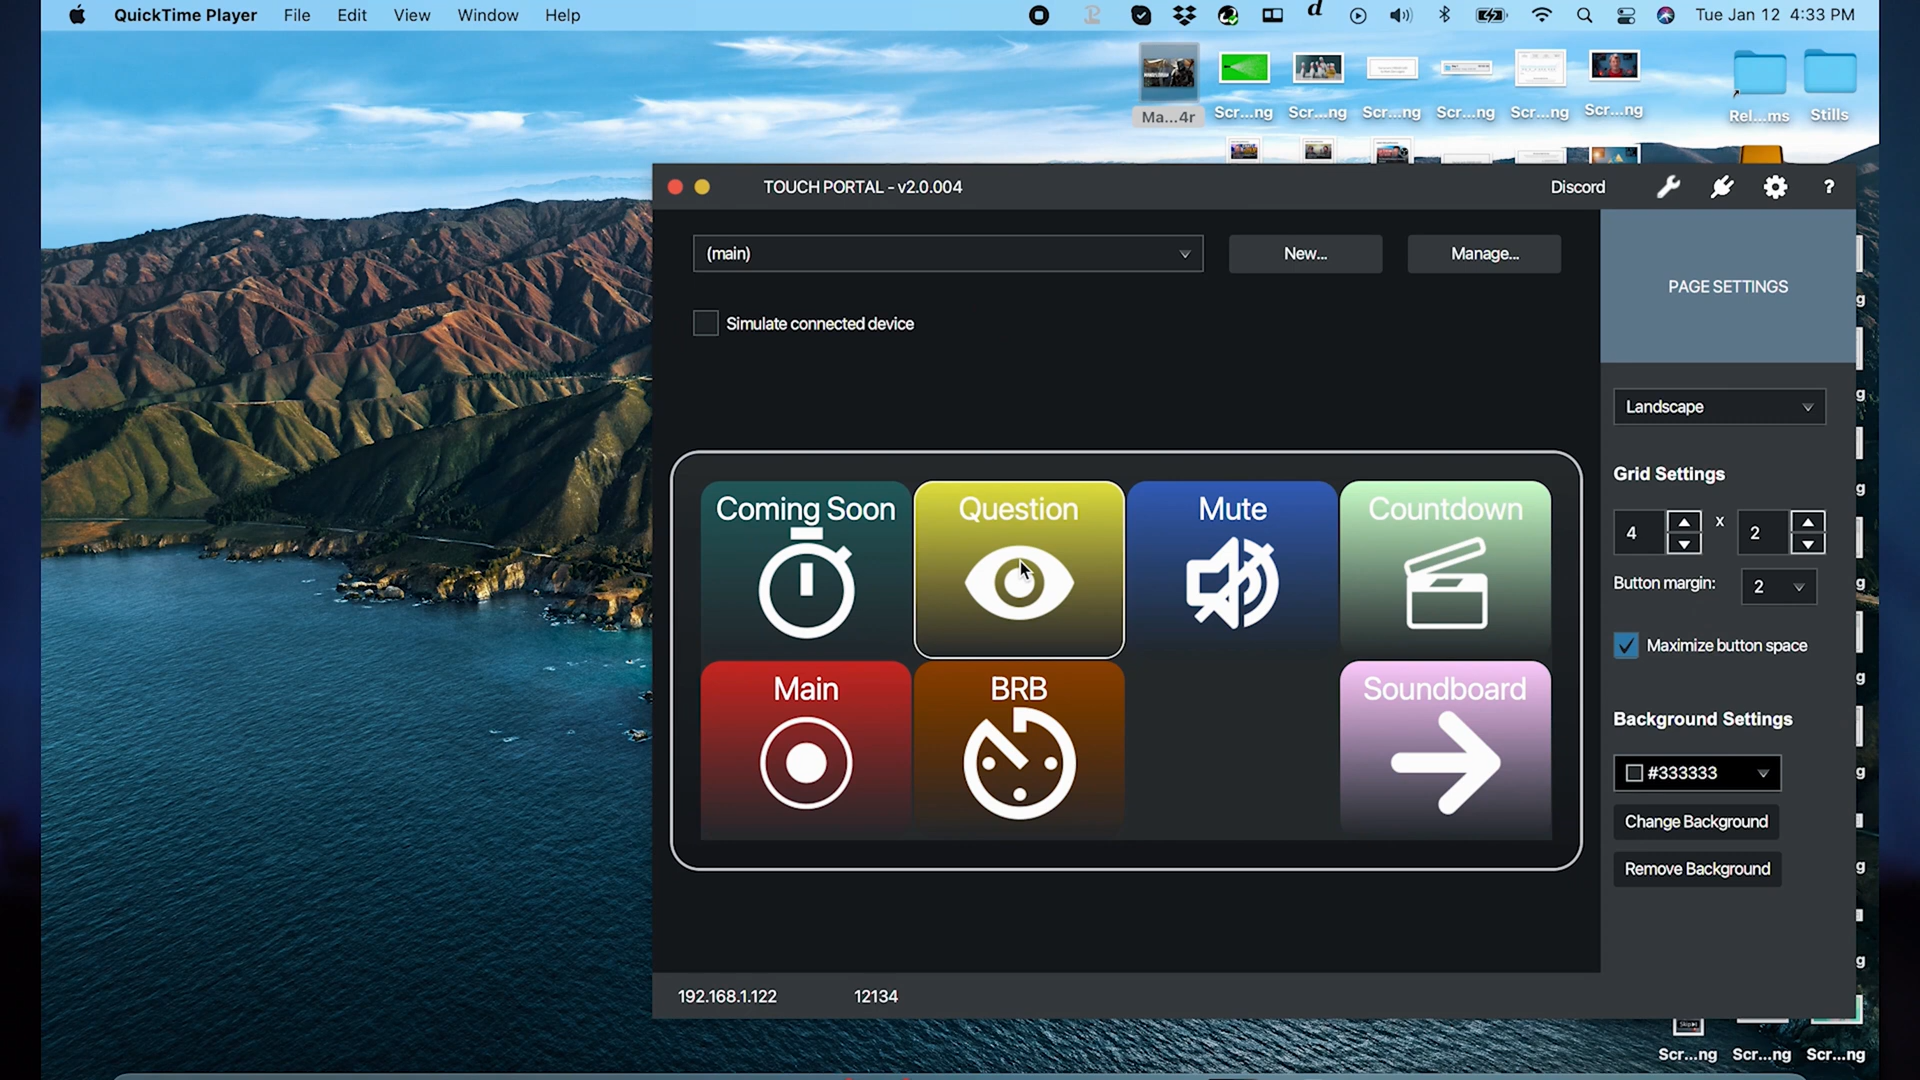 QuickTime Player File Edit View Window Help
Tue Jan 12 4:33 PM
Ma...4r Scr...ng Scr...ng Scr...ng Scr...ng Scr...ng Scr...ng Rel...ms Stills
TOUCH PORTAL - v2.0.004
Discord
?
(main)
New...
Manage...
PAGE SETTINGS
Simulate connected device
Landscape
Grid Settings
4 x 2
Button margin: 2
Maximize button space
Background Settings
#333333
Change Background
Remove Background
Coming Soon
Question
Mute
Countdown
Main
BRB
Soundboard
192.168.1.122
12134
g
g
g
g
g
g
g
g
Scr...ng Scr...ng Scr...ng